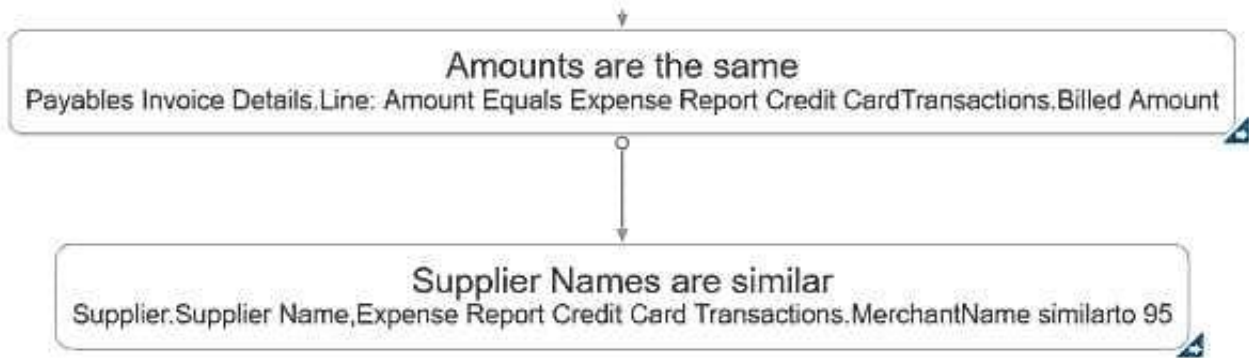 Amounts are the same
Payables Invoice Details.Line: Amount Equals Expense Report Credit CardTransactions.Billed Amount
Supplier Names are similar
Supplier.Supplier Name,Expense Report Credit Card Transactions.MerchantName similarto 95